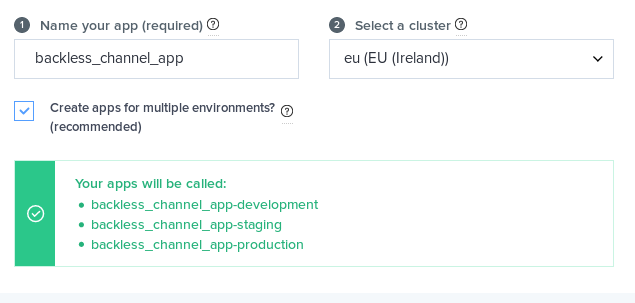 1 Name your app (required) ?
2 Select a cluster ?
backless_channel_app
eu (EU (Ireland))
Create apps for multiple environments? ?
(recommended)
Your apps will be called:
• backless_channel_app-development
• backless_channel_app-staging
• backless_channel_app-production